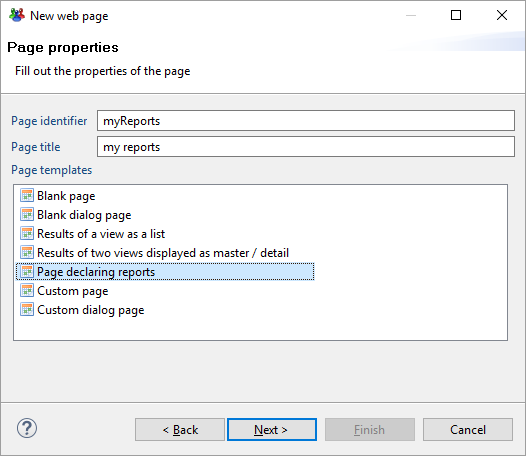 New web page
Page properties
Fill out the properties of the page
Page identifier myReports
Page title my reports
Page templates
Blank page
Blank dialog page
Results of a view as a list
Results of two views displayed as master / detail
Page declaring reports
Custom page
Custom dialog page
? < Back Next > Finish Cancel